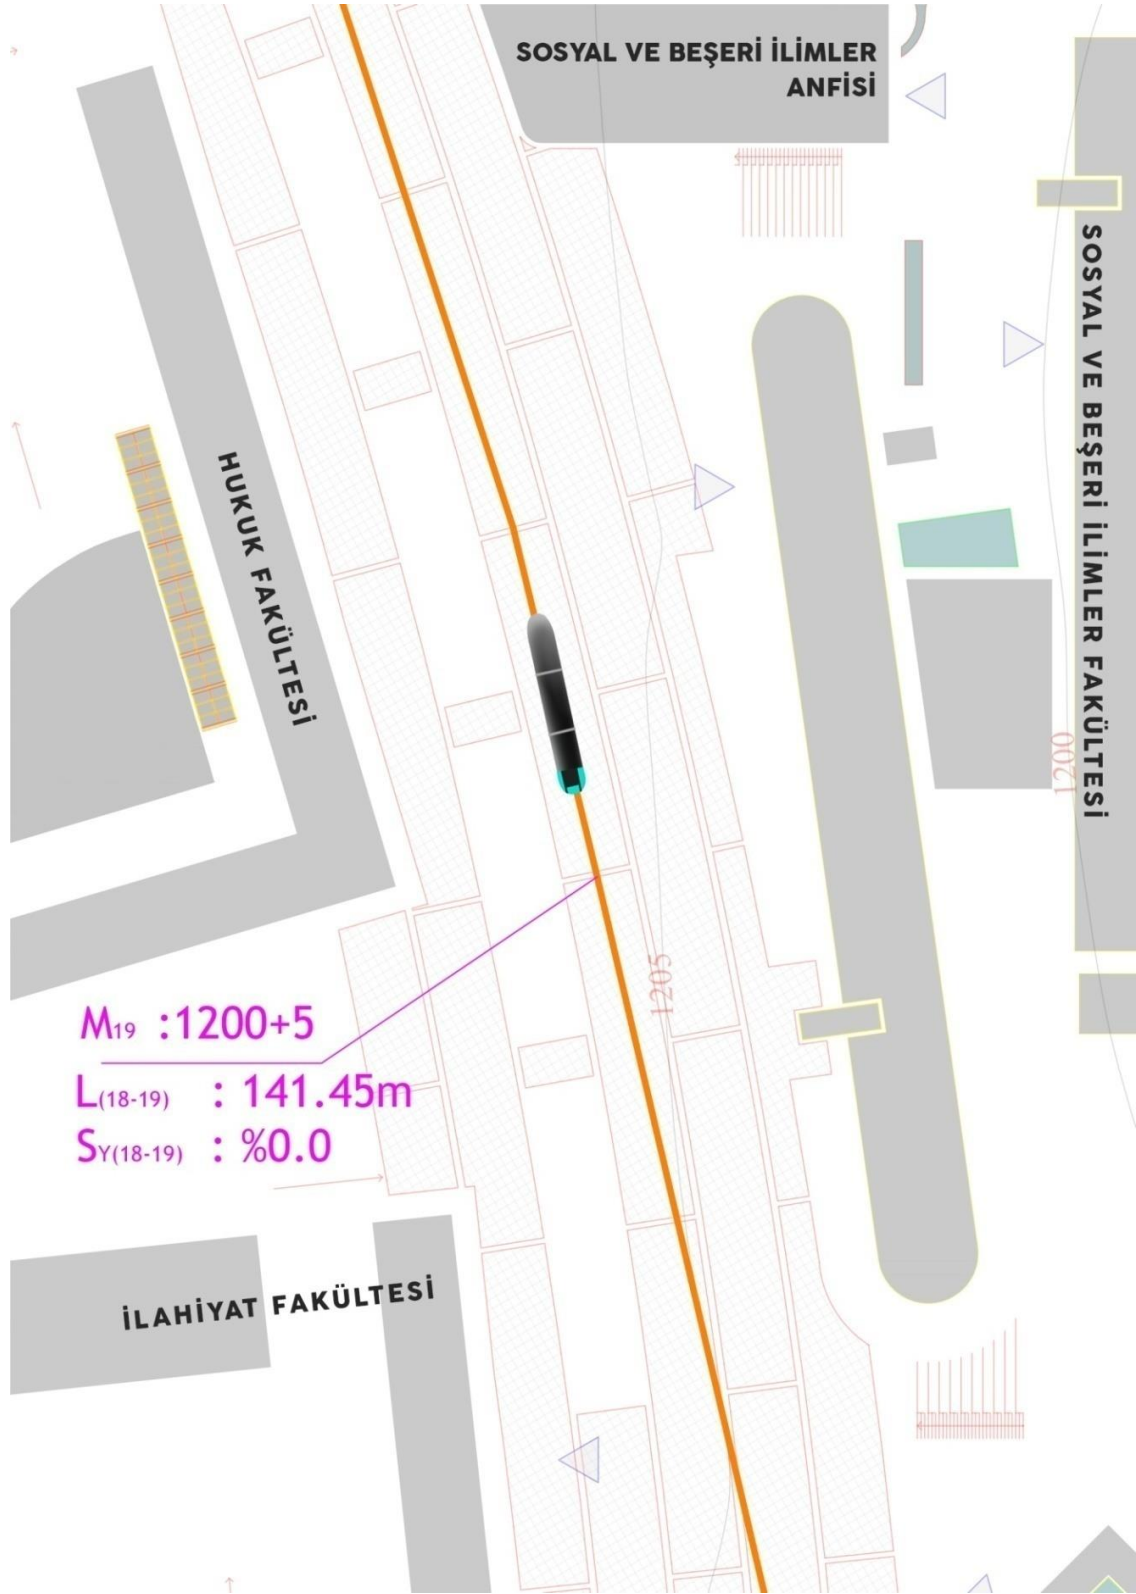 SOSYAL VE BEŞERİ İLİMLER
ANFİSİ
SOSYAL VE BEŞERİ İLİMLER FAKÜLTESİ
HUKUK FAKÜLTESİ
1200
1205
M19 :1200+5
L(18-19) : 141.45m
SY(18-19) : %0.0
İLAHİYAT FAKÜLTESİ